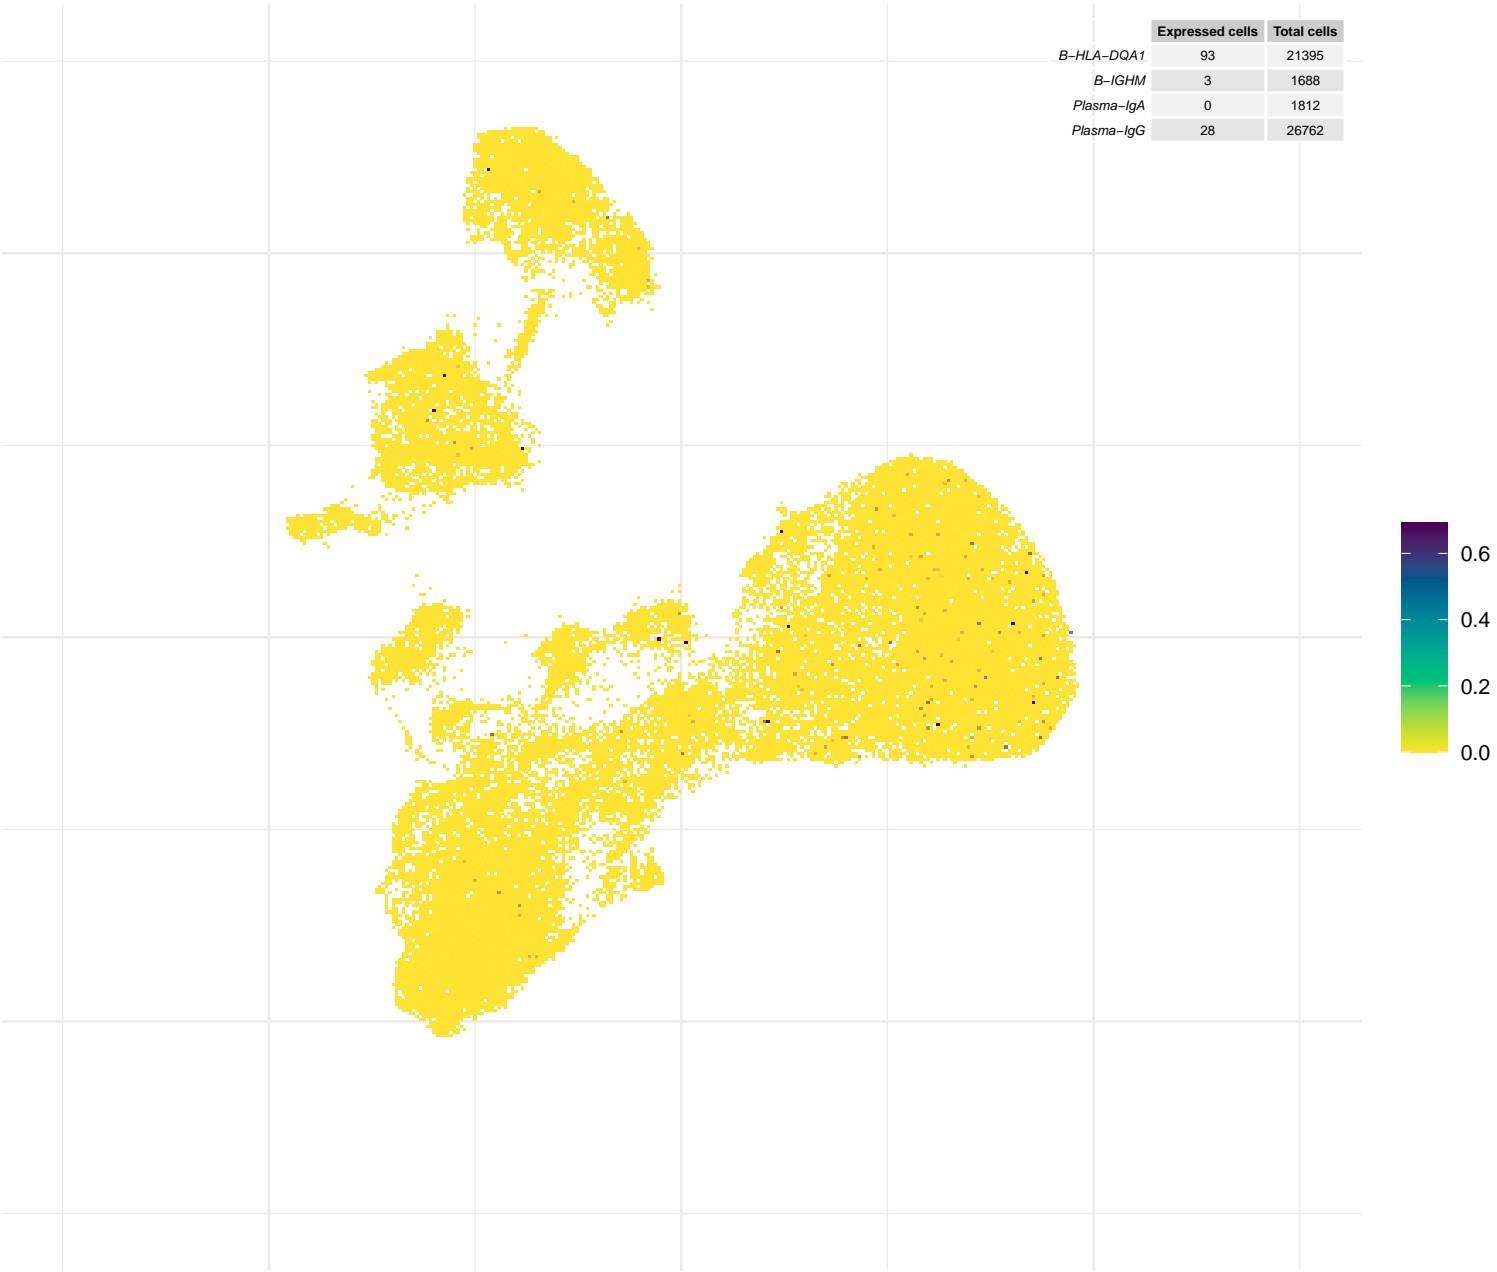 Expressed cells Total cells
B−HLA−DQA1 93 21395
B−IGHM 3 1688
Plasma−IgA 0 1812
Plasma−IgG 28 26762
0.6
0.4
0.2
0.0